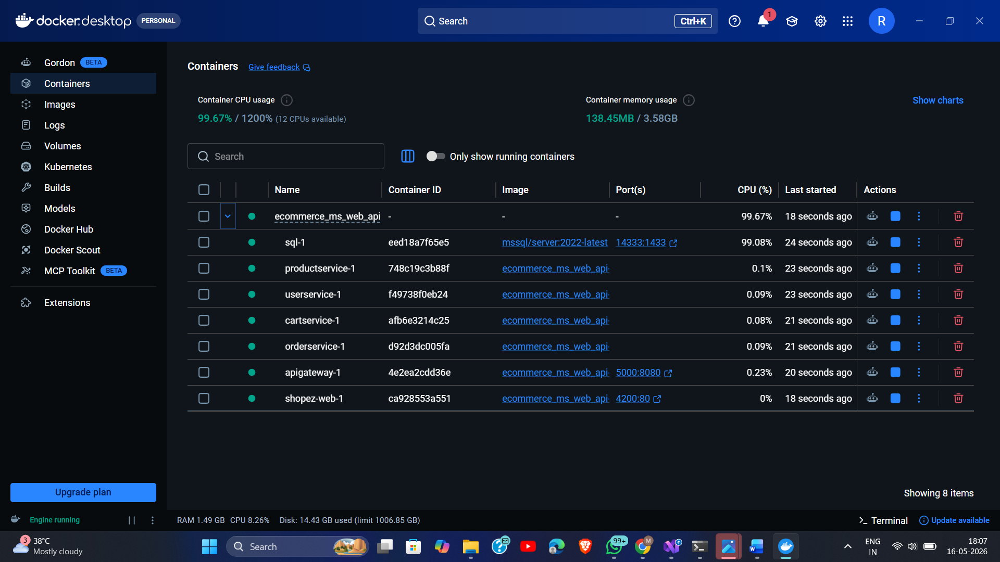 docker.desktop PERSONAL
Search Ctrl+K
1
R
Gordon BETA
Containers
Images
Logs
Volumes
Kubernetes
Builds
Models
Docker Hub
Docker Scout
MCP Toolkit BETA
Extensions
Upgrade plan
Containers Give feedback
Container CPU usage
99.67% / 1200% (12 CPUs available)
Container memory usage
138.45MB / 3.58GB
Show charts
Search
Only show running containers
Name Container ID Image Port(s) CPU (%) Last started Actions
ecommerce_ms_web_api - - - 99.67% 18 seconds ago
sql-1 eed18a7f65e5 mssql/server:2022-latest 14333:1433 99.08% 24 seconds ago
productservice-1 748c19c3b88f ecommerce_ms_web_api- 0.1% 23 seconds ago
userservice-1 f49738f0eb24 ecommerce_ms_web_api- 0.09% 23 seconds ago
cartservice-1 afb6e3214c25 ecommerce_ms_web_api- 0.08% 21 seconds ago
orderservice-1 d92d3dc005fa ecommerce_ms_web_api- 0.09% 21 seconds ago
apigateway-1 4e2ea2cdd36e ecommerce_ms_web_api- 5000:8080 0.23% 20 seconds ago
shopez-web-1 ca928553a551 ecommerce_ms_web_api- 4200:80 0% 18 seconds ago
Showing 8 items
Engine running
RAM 1.49 GB CPU 8.26% Disk: 14.43 GB used (limit 1006.85 GB)
Terminal
Update available
3
38°C
Mostly cloudy
Search
99+
M
W
ENG
IN
18:07
16-05-2026